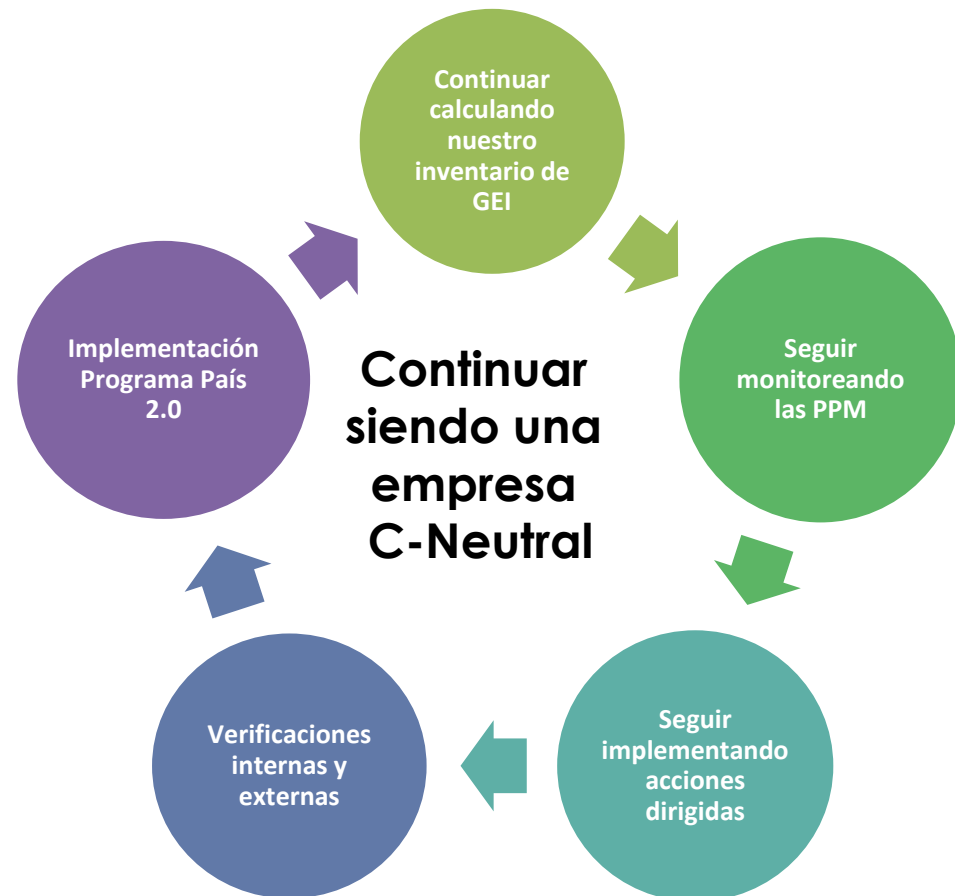 Continuar
calculando
nuestro
inventario de
GEI
Seguir
monitoreando
las PPM
Seguir
implementando
acciones
dirigidas
Verificaciones
internas y
externas
Implementación
Programa País
2.0
Continuar
siendo una
empresa
C-Neutral